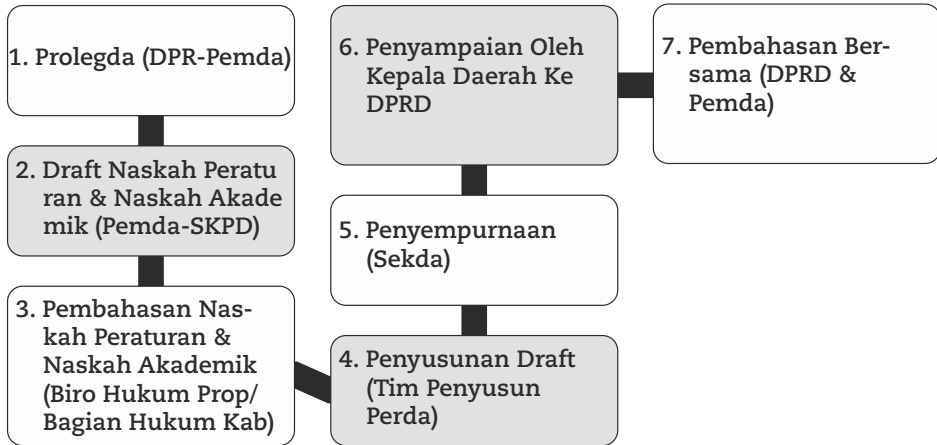 1. Prolegda (DPR-Pemda)
2. Draft Naskah Peratu
ran & Naskah Akade
mik (Pemda-SKPD)
3. Pembahasan Nas-
kah Peraturan &
Naskah Akademik
(Biro Hukum Prop/
Bagian Hukum Kab)
4. Penyusunan Draft
(Tim Penyusun
Perda)
5. Penyempurnaan
(Sekda)
6. Penyampaian Oleh
Kepala Daerah Ke
DPRD
7. Pembahasan Ber-
sama (DPRD &
Pemda)